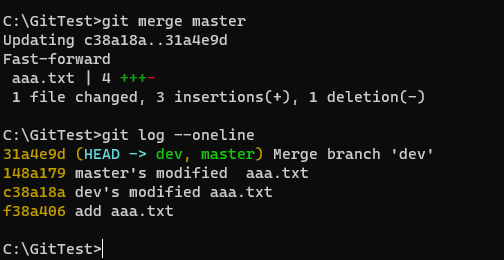 C:\GitTest>git merge master
Updating c38a18a..31a4e9d
Fast-forward
 aaa.txt | 4 +++-
 1 file changed, 3 insertions(+), 1 deletion(-)

C:\GitTest>git log --oneline
31a4e9d (HEAD -> dev, master) Merge branch 'dev'
148a179 master's modified  aaa.txt
c38a18a dev's modified aaa.txt
f38a406 add aaa.txt

C:\GitTest>